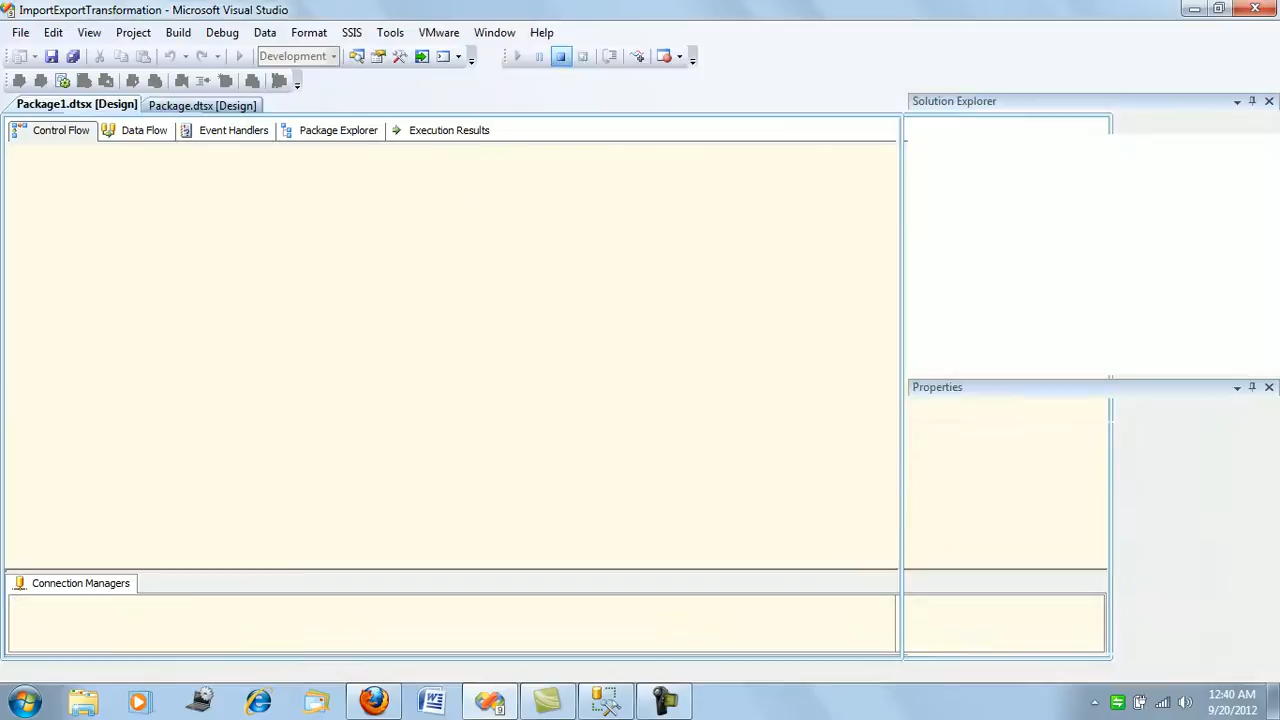 ImportExportTransformation - Microsoft Visual Studio
File Edit View Project Build Debug Data Format SSIS Tools VMware Window Help
Development
Package1.dtsx [Design] Package.dtsx [Design]
Solution Explorer
Control Flow Data Flow Event Handlers Package Explorer Execution Results
Properties
Connection Managers
12:40 AM
9/20/2012